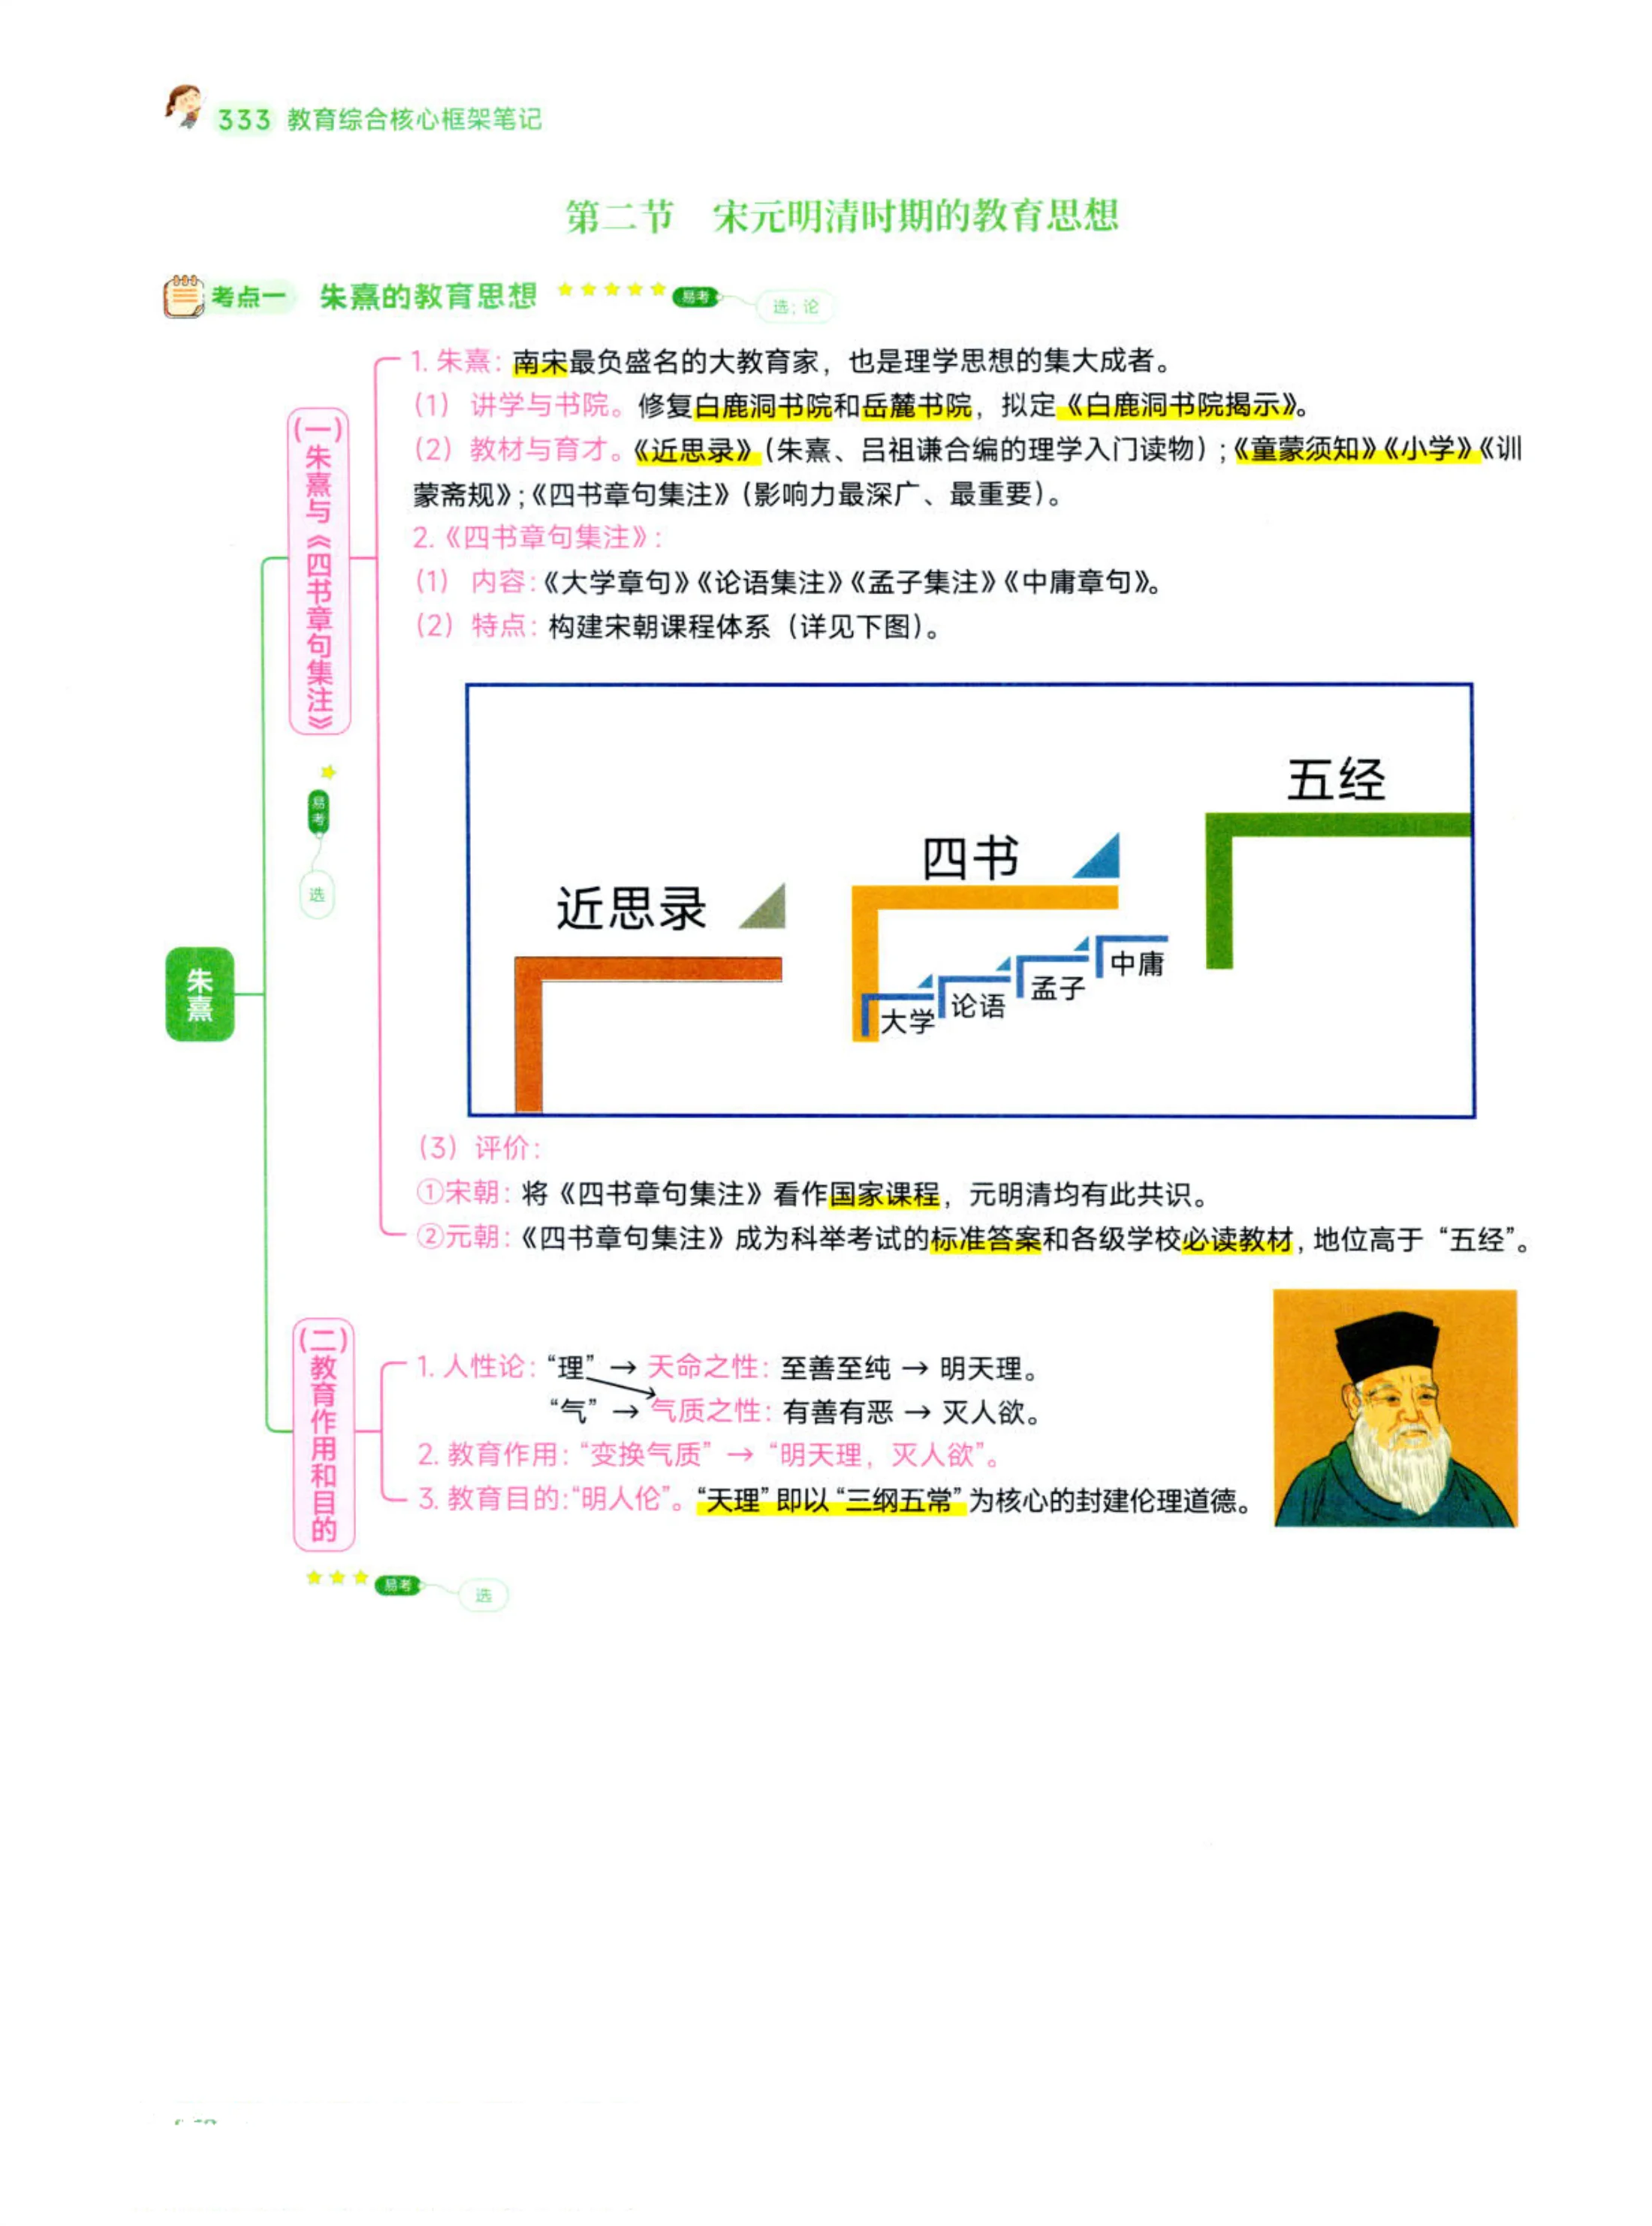 333 教育综合核心框架笔记
第二节 宋元明清时期的教育思想
考点一 朱熹的教育思想 易考 选;论
朱熹
(一)朱熹与《四书章句集注》
易考
选
1. 朱熹：南宋最负盛名的大教育家，也是理学思想的集大成者。
(1) 讲学与书院。修复白鹿洞书院和岳麓书院，拟定《白鹿洞书院揭示》。
(2) 教材与育才。《近思录》(朱熹、吕祖谦合编的理学入门读物)；《童蒙须知》《小学》《训
蒙斋规》；《四书章句集注》(影响力最深广、最重要)。
2.《四书章句集注》：
(1) 内容：《大学章句》《论语集注》《孟子集注》《中庸章句》。
(2) 特点：构建宋朝课程体系（详见下图）。
近思录
四书
大学
论语
孟子
中庸
五经
(3) 评价：
①宋朝：将《四书章句集注》看作国家课程，元明清均有此共识。
②元朝：《四书章句集注》成为科举考试的标准答案和各级学校必读教材，地位高于“五经”。
(二)教育作用和目的
1. 人性论：“理” → 天命之性：至善至纯 → 明天理。
“气” → 气质之性：有善有恶 → 灭人欲。
2. 教育作用：“变换气质” → “明天理，灭人欲”。
3. 教育目的：“明人伦”。“天理”即以“三纲五常”为核心的封建伦理道德。
易考 选